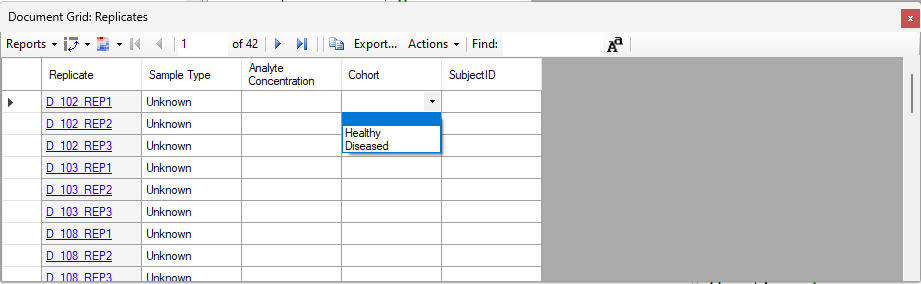 Document Grid: Replicates
x
Reports 1 of 42 Export... Actions Find: Aa
Replicate Sample Type Analyte Concentration Cohort SubjectID
D_102_REP1 Unknown
D_102_REP2 Unknown
Healthy
Diseased
D_102_REP3 Unknown
D_103_REP1 Unknown
D_103_REP2 Unknown
D_103_REP3 Unknown
D_108_REP1 Unknown
D_108_REP2 Unknown
D_108_REP3 Unknown